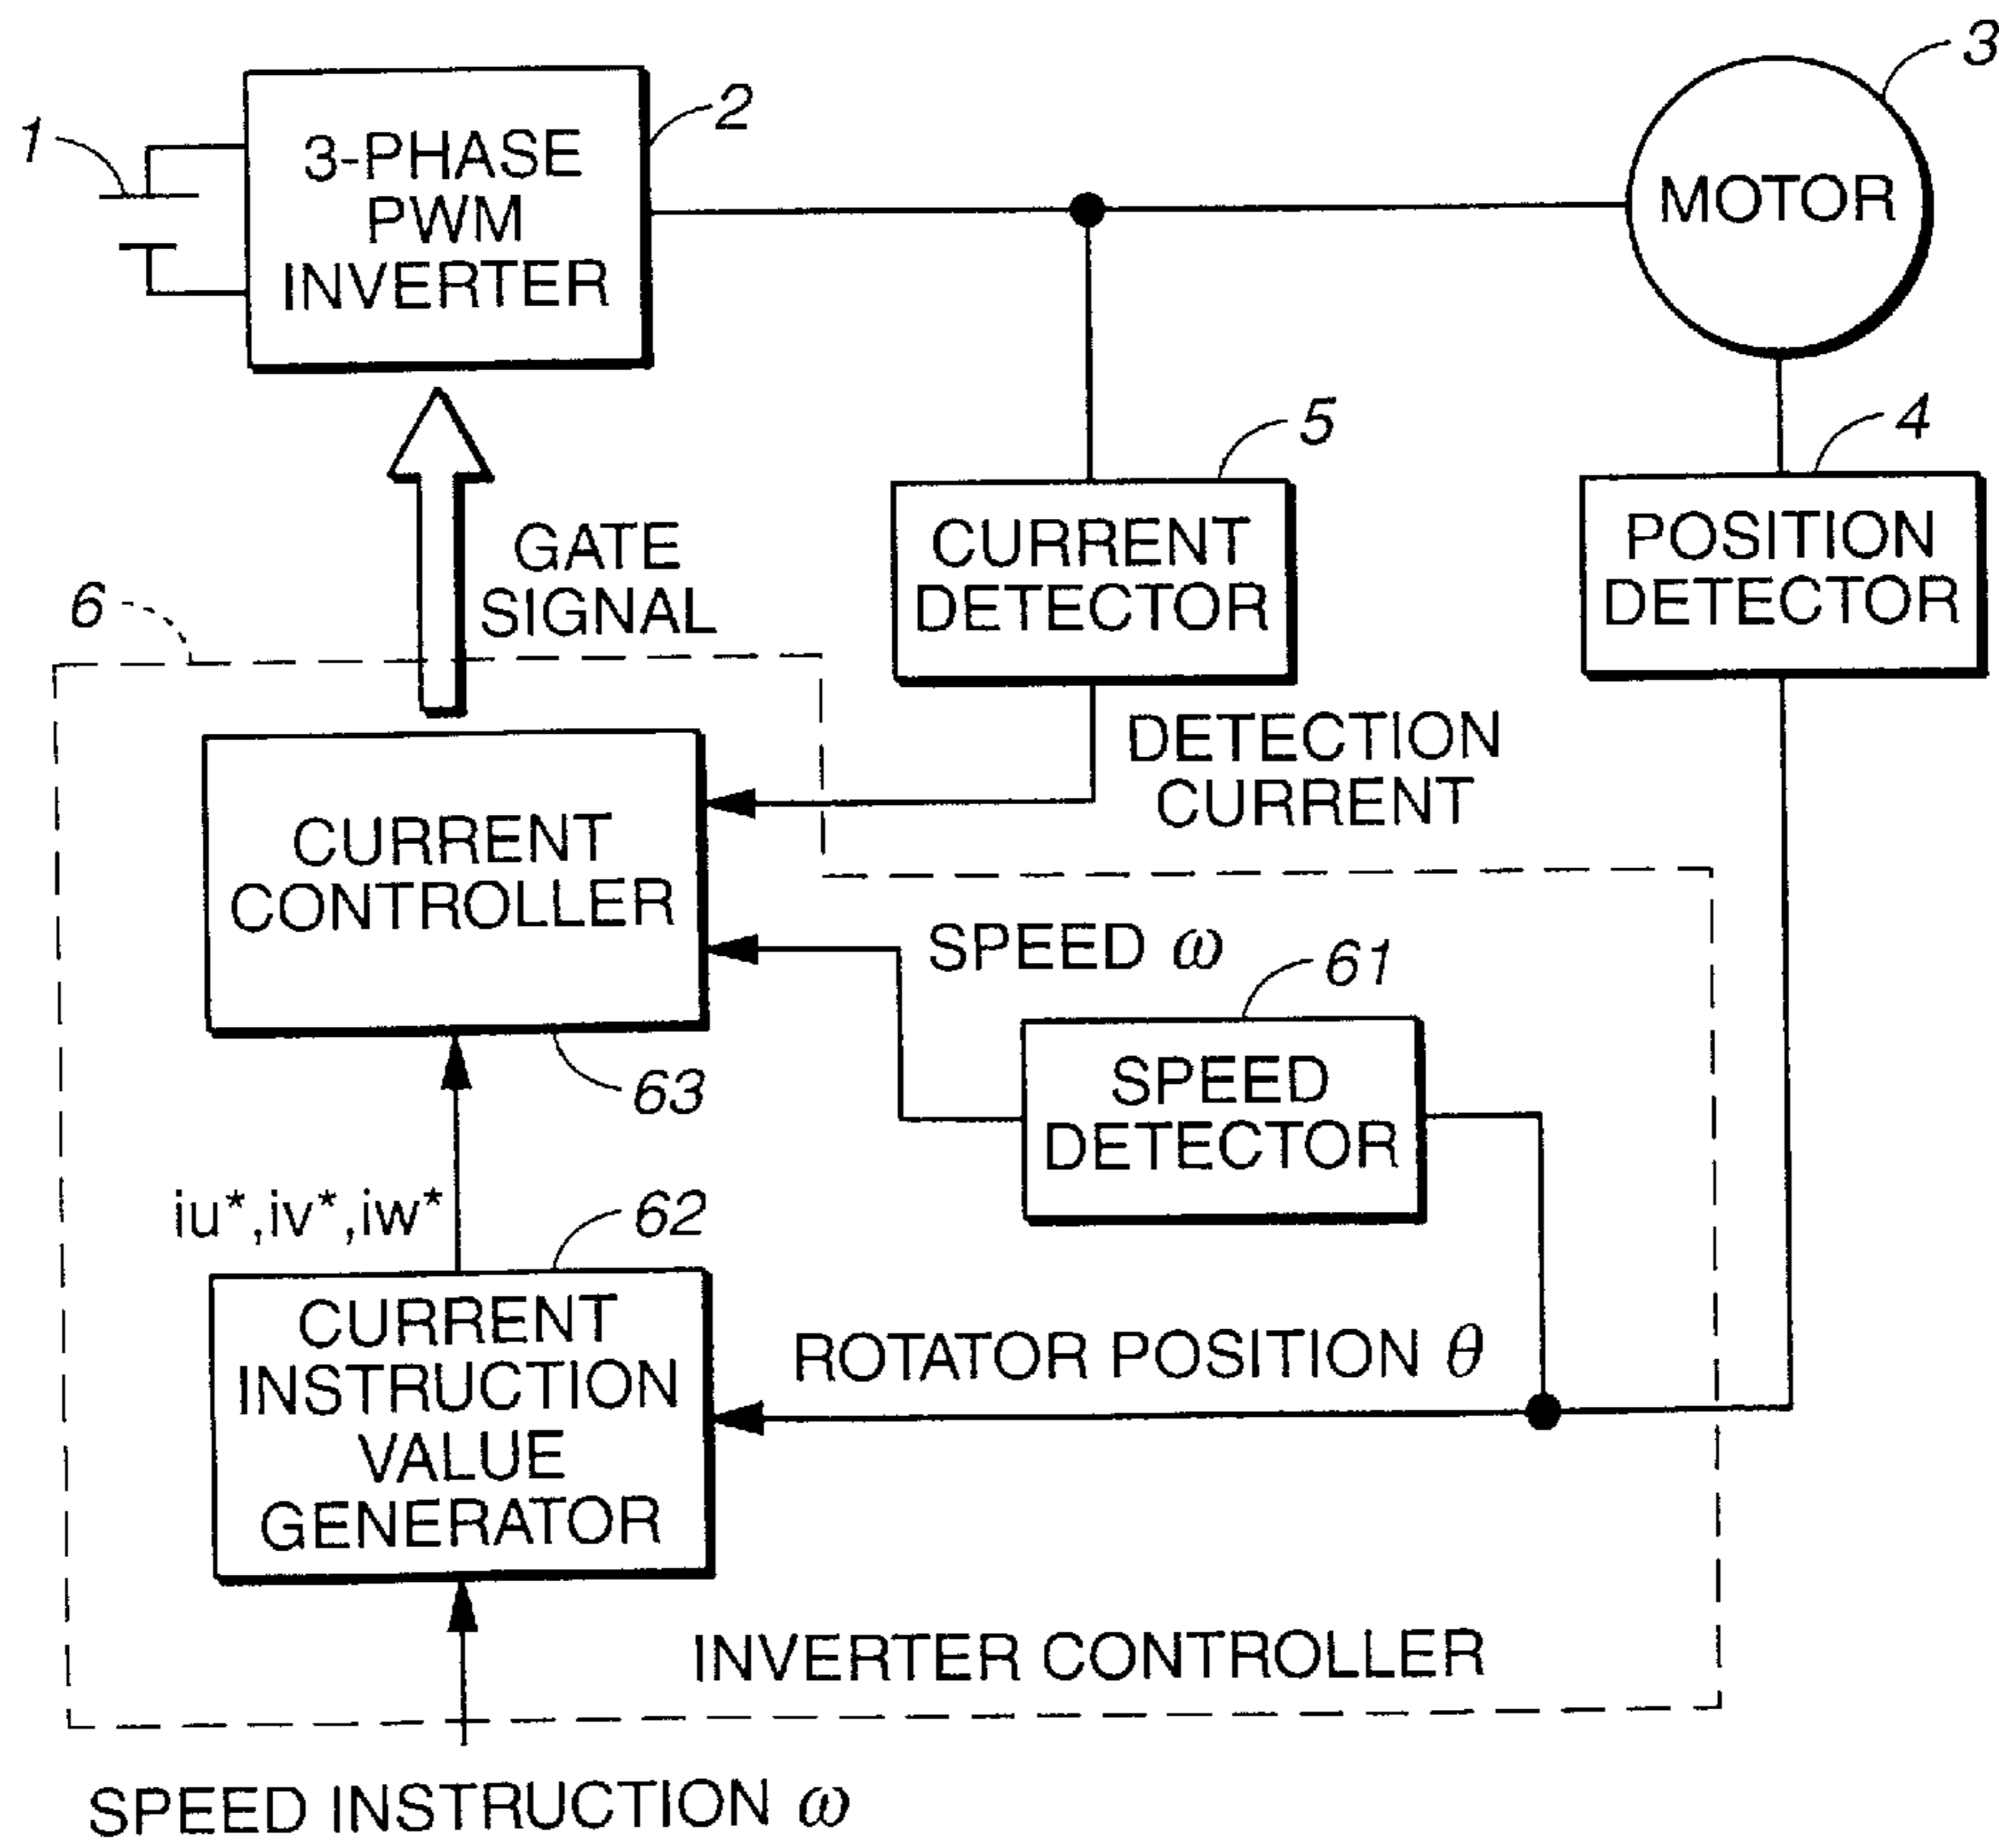 1
3-PHASE
PWM
INVERTER
2
3
MOTOR
5
4
GATE
SIGNAL
CURRENT
DETECTOR
POSITION
DETECTOR
6
DETECTION
CURRENT
CURRENT
CONTROLLER
SPEED ω
61
63
SPEED
DETECTOR
iu*,iv*,iw*
62
CURRENT
INSTRUCTION
VALUE
GENERATOR
ROTATOR POSITION θ
INVERTER CONTROLLER
SPEED INSTRUCTION ω